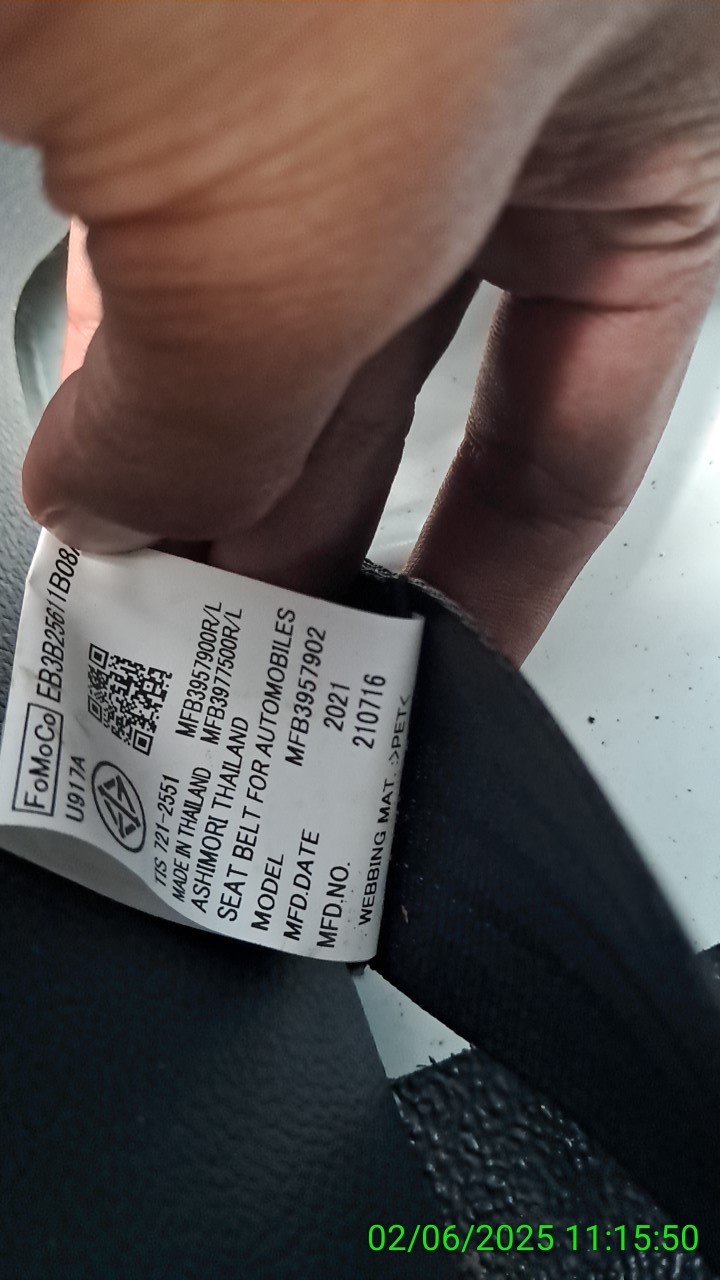 FoMoCo EB3B25611B08
U917A
TIS 721-2551 MFB3957900R/L
MADE IN THAILAND MFB3977500R/L
ASHIMORI THAILAND
SEAT BELT FOR AUTOMOBILES
MODEL MFB3957902
MFD.DATE 2021
MFD.NO. 210716
WEBBING MAT. :>PET<
02/06/2025 11:15:50